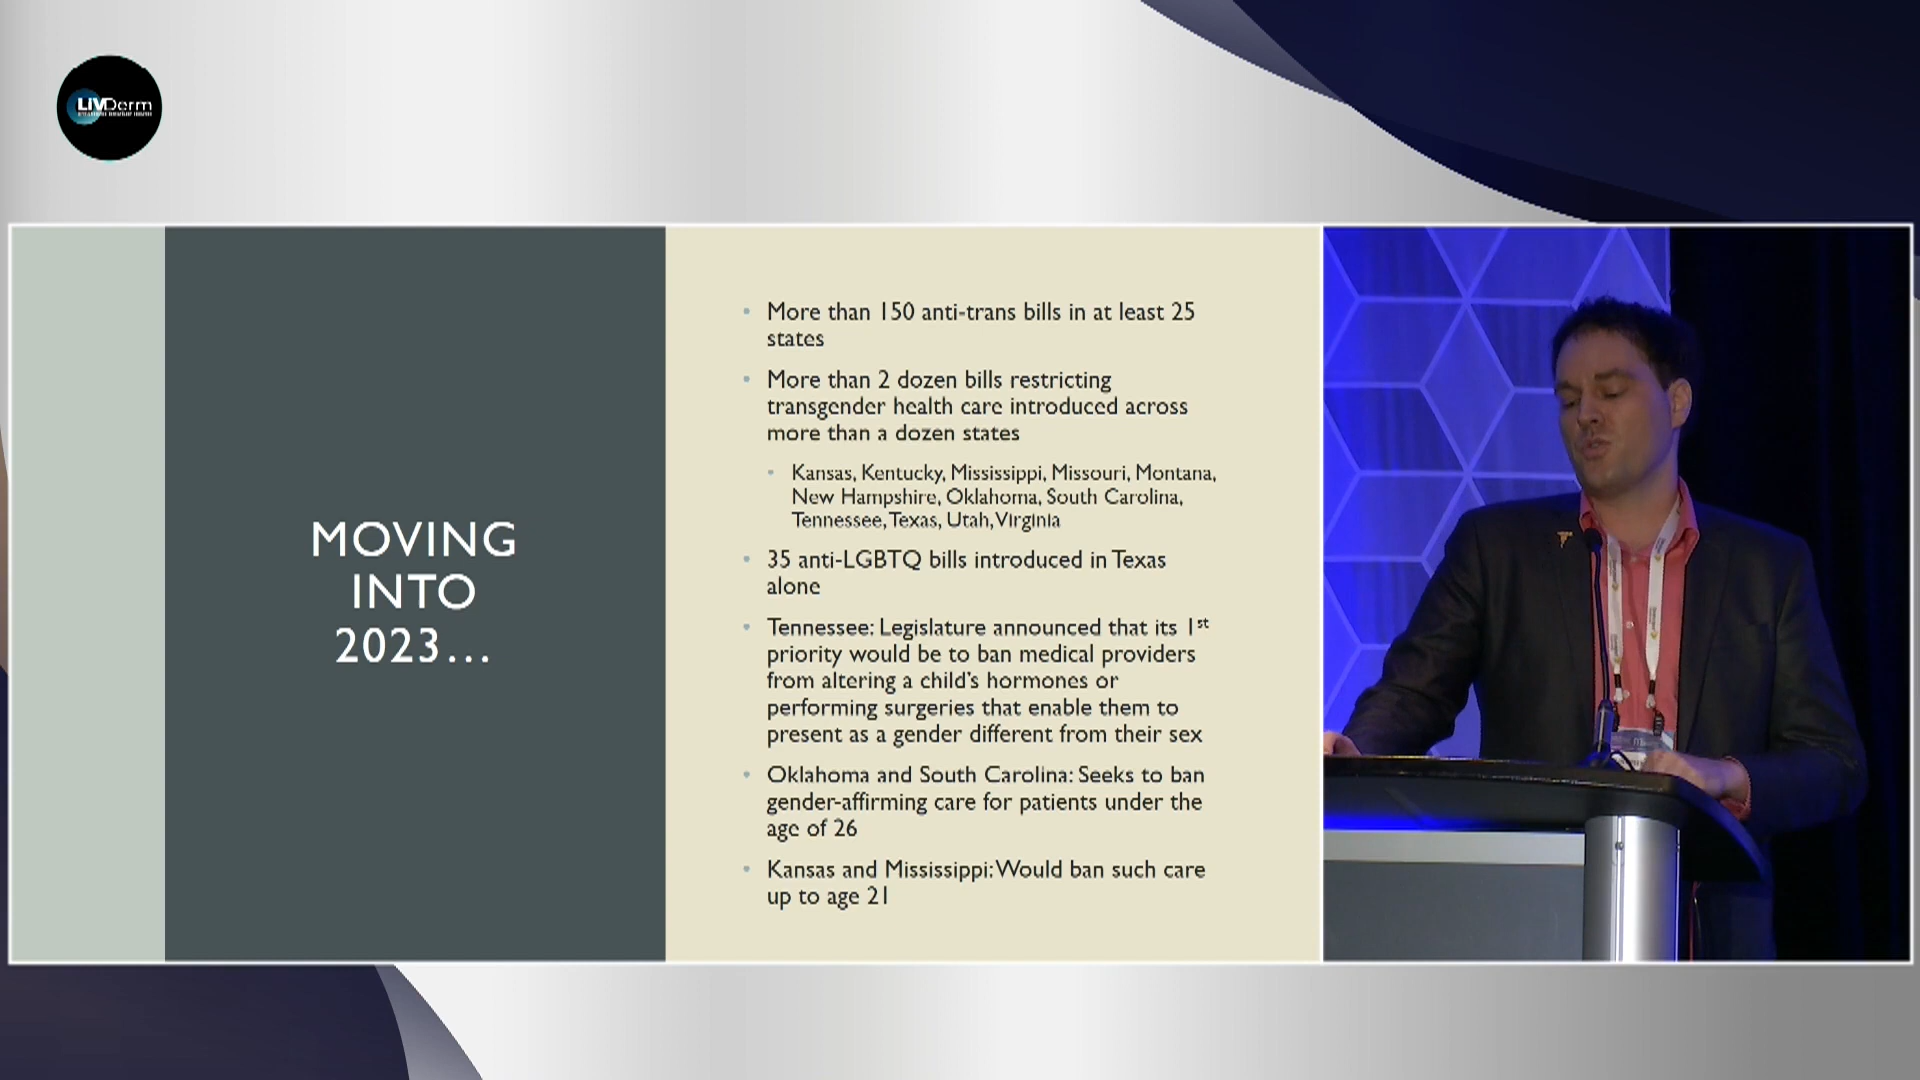 LIVDerm
MOVING
INTO
2023...
• More than 150 anti-trans bills in at least 25
states
• More than 2 dozen bills restricting
transgender health care introduced across
more than a dozen states
• Kansas, Kentucky, Mississippi, Missouri, Montana,
New Hampshire, Oklahoma, South Carolina,
Tennessee, Texas, Utah, Virginia
• 35 anti-LGBTQ bills introduced in Texas
alone
• Tennessee: Legislature announced that its 1st
priority would be to ban medical providers
from altering a child's hormones or
performing surgeries that enable them to
present as a gender different from their sex
• Oklahoma and South Carolina: Seeks to ban
gender-affirming care for patients under the
age of 26
• Kansas and Mississippi: Would ban such care
up to age 21